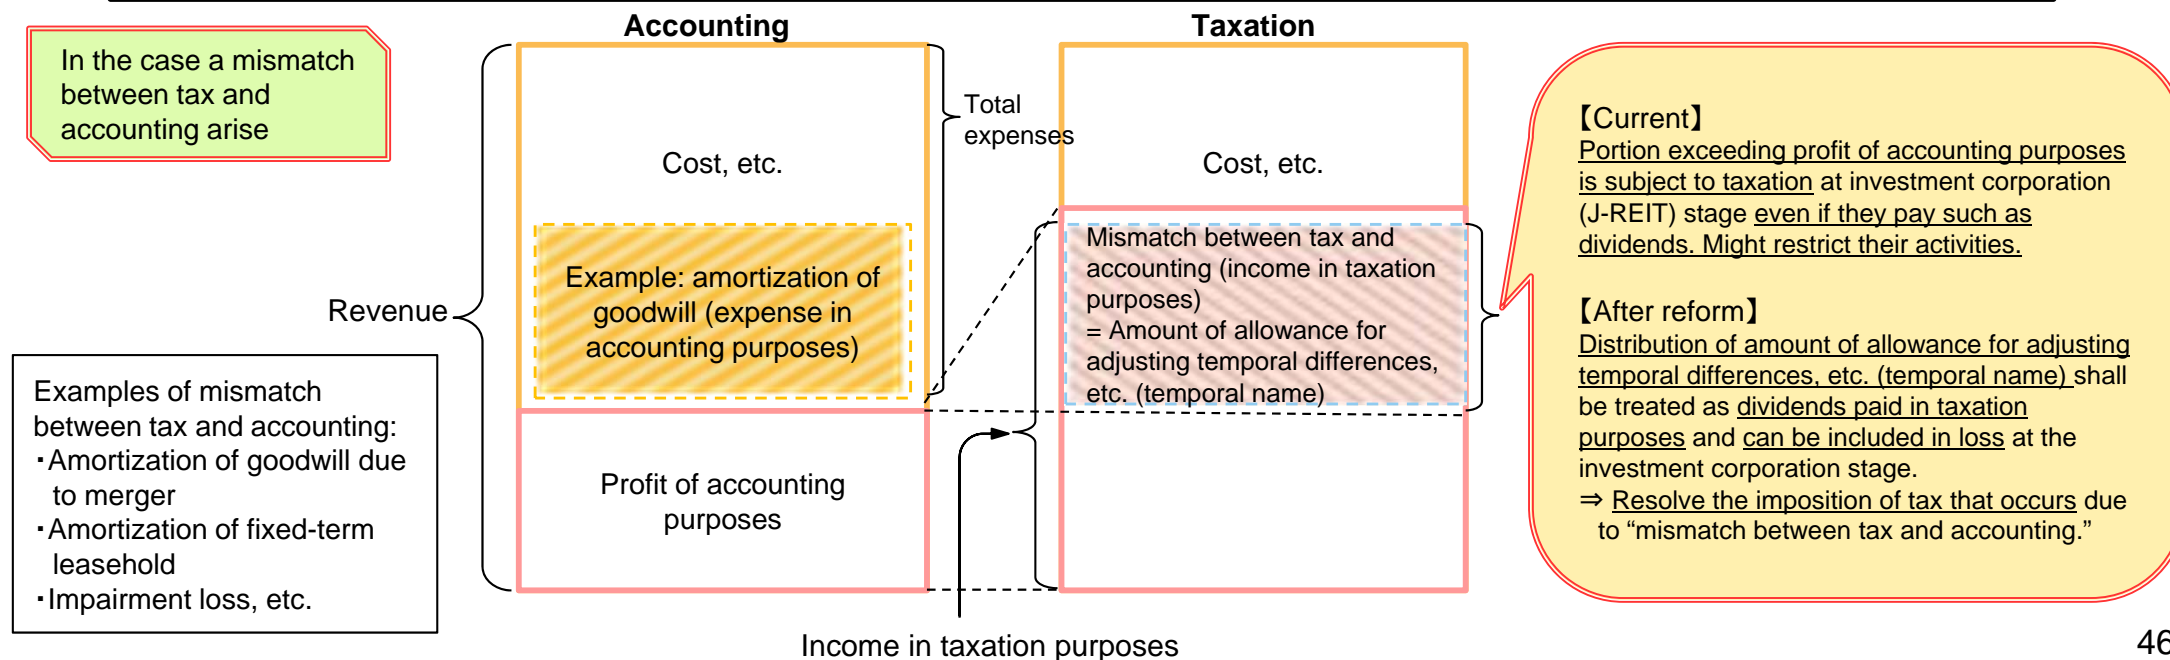 Accounting
Taxation
In the case a mismatch
between tax and
accounting arise
Total
expenses
Cost, etc.
Cost, etc.
Example: amortization of
goodwill (expense in
accounting purposes)
Mismatch between tax and
accounting (income in taxation
purposes)
= Amount of allowance for
adjusting temporal differences,
etc. (temporal name)
Revenue
Examples of mismatch
between tax and accounting:
・Amortization of goodwill due
to merger
・Amortization of fixed-term
leasehold
・Impairment loss, etc.
Profit of accounting
purposes
Income in taxation purposes
【Current】
Portion exceeding profit of accounting purposes
is subject to taxation at investment corporation
(J-REIT) stage even if they pay such as
dividends. Might restrict their activities.
【After reform】
Distribution of amount of allowance for adjusting
temporal differences, etc. (temporal name) shall
be treated as dividends paid in taxation
purposes and can be included in loss at the
investment corporation stage.
⇒ Resolve the imposition of tax that occurs due
to “mismatch between tax and accounting.”
46